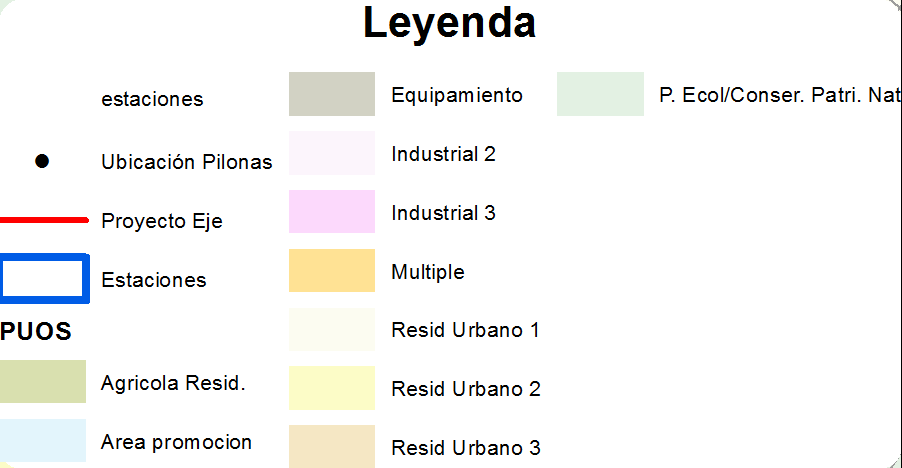 Leyenda
estaciones
Ubicación Pilonas
Proyecto Eje
Estaciones
PUOS
Agricola Resid.
Area promocion
Equipamiento
Industrial 2
Industrial 3
Multiple
Resid Urbano 1
Resid Urbano 2
Resid Urbano 3
P. Ecol/Conser. Patri. Nat